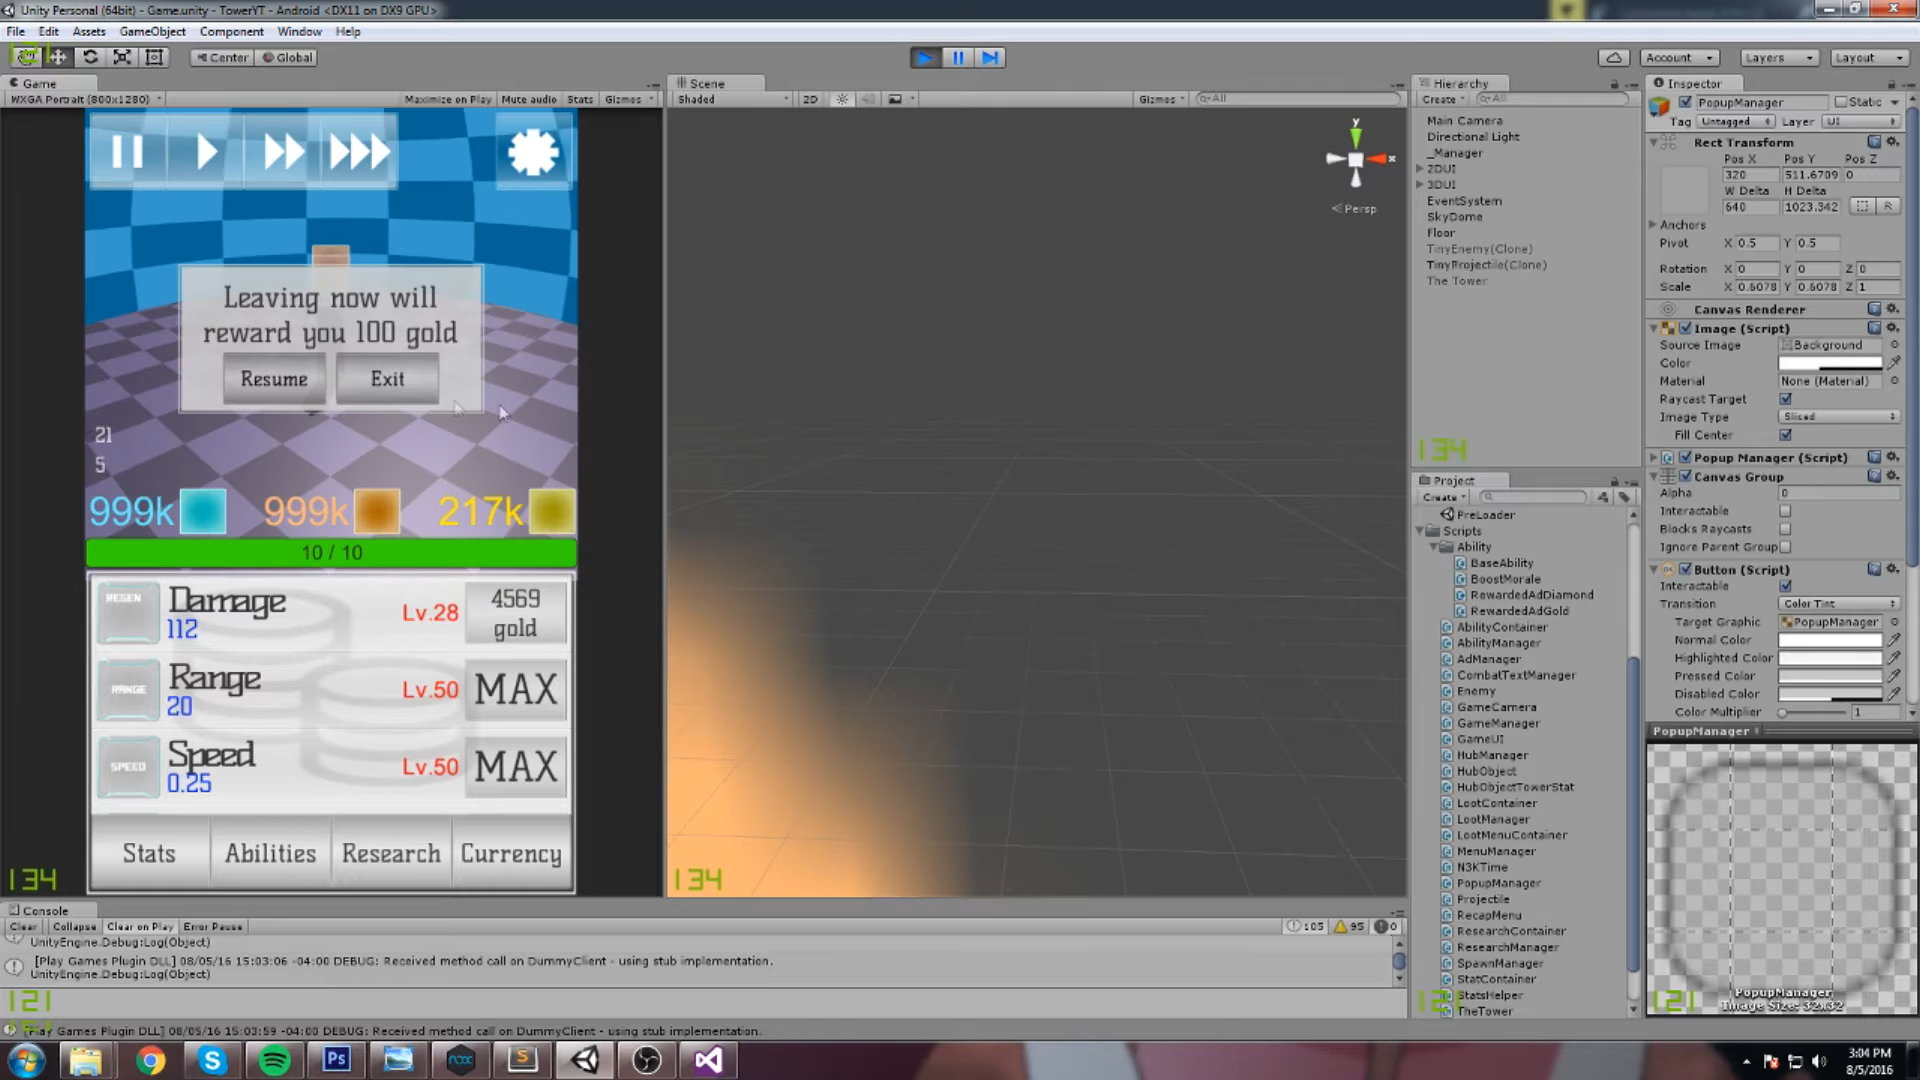 Unity Personal (64bit) - Game.unity - TowerYT - Android <DX11 on DX9 GPU>
File Edit Assets GameObject Component Window Help
Center Global Account Layers Layout
Game
WXGA Portrait (800x1280) Maximize on Play Mute audio Stats Gizmos
Leaving now will
reward you 100 gold
Resume Exit
21
5
999k 999k 217k
10 / 10
REGEN Damage 112 Lv.28 4569 gold
RANGE Range 20 Lv.50 MAX
SPEED Speed 0.25 Lv.50 MAX
Stats Abilities Research Currency
134
Scene
Shaded 2D Gizmos All
y
x
Persp
134
Hierarchy
Create All
Main Camera
Directional Light
_Manager
2DUI
3DUI
EventSystem
SkyDome
Floor
TinyEnemy(Clone)
TinyProjectile(Clone)
The Tower
134
Project
Create
PreLoader
Scripts
Ability
BaseAbility
BoostMorale
RewardedAdDiamond
RewardedAdGold
AbilityContainer
AbilityManager
AdManager
CombatTextManager
Enemy
GameCamera
GameManager
GameUI
HubManager
HubObject
HubObjectTowerStat
LootContainer
LootManager
LootMenuContainer
MenuManager
N3KTime
PopupManager
Projectile
RecapMenu
ResearchContainer
ResearchManager
SpawnManager
StatContainer
StatsHelper
TheTower
121
Inspector
PopupManager Static
Tag Untagged Layer UI
Rect Transform
Pos X Pos Y Pos Z
320 511.6709 0
W Delta H Delta
640 1023.342 R
Anchors
Pivot X 0.5 Y 0.5
Rotation X 0 Y 0 Z 0
Scale X 0.6078 Y 0.6078 Z 1
Canvas Renderer
Image (Script)
Source Image Background
Color
Material None (Material)
Raycast Target
Image Type Sliced
Fill Center
Popup Manager (Script)
Canvas Group
Alpha 0
Interactable
Blocks Raycasts
Ignore Parent Group
Button (Script)
Interactable
Transition Color Tint
Target Graphic PopupManager
Normal Color
Highlighted Color
Pressed Color
Disabled Color
Color Multiplier 1
PopupManager
PopupManager
Image Size: 32x32
121
Console
Clear Collapse Clear on Play Error Pause 105 95 0
UnityEngine.Debug:Log(Object)
[Play Games Plugin DLL] 08/05/16 15:03:06 -04:00 DEBUG: Received method call on DummyClient - using stub implementation.
UnityEngine.Debug:Log(Object)
121
[Play Games Plugin DLL] 08/05/16 15:03:59 -04:00 DEBUG: Received method call on DummyClient - using stub implementation.
Ps nox S
3:04 PM
8/5/2016